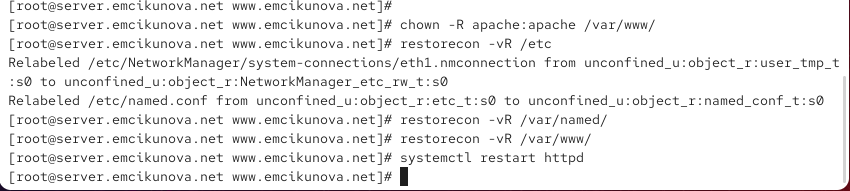 [root@server.emcikunova.net www.emcikunova.net]#
[root@server.emcikunova.net www.emcikunova.net]# chown -R apache:apache /var/www/
[root@server.emcikunova.net www.emcikunova.net]# restorecon -vR /etc
Relabeled /etc/NetworkManager/system-connections/eth1.nmconnection from unconfined_u:object_r:user_tmp_t
:s0 to unconfined_u:object_r:NetworkManager_etc_rw_t:s0
Relabeled /etc/named.conf from unconfined_u:object_r:etc_t:s0 to unconfined_u:object_r:named_conf_t:s0
[root@server.emcikunova.net www.emcikunova.net]# restorecon -vR /var/named/
[root@server.emcikunova.net www.emcikunova.net]# restorecon -vR /var/www/
[root@server.emcikunova.net www.emcikunova.net]# systemctl restart httpd
[root@server.emcikunova.net www.emcikunova.net]#